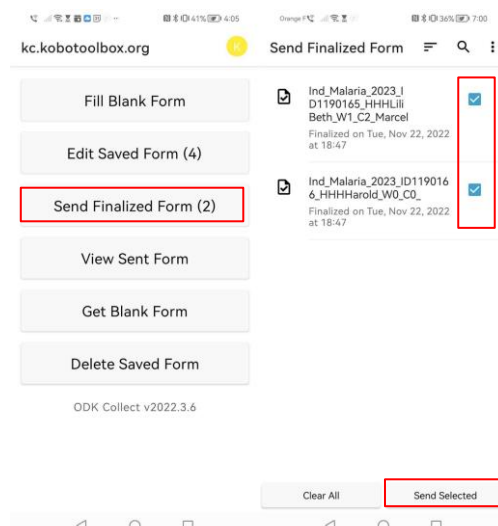 41% 4:05
kc.kobotoolbox.org
K
Fill Blank Form
Edit Saved Form (4)
Send Finalized Form (2)
View Sent Form
Get Blank Form
Delete Saved Form
ODK Collect v2022.3.6
Orange F 36% 7:00
Send Finalized Form
Ind_Malaria_2023_I
D1190165_HHHLili
Beth_W1_C2_Marcel
Finalized on Tue, Nov 22, 2022
at 18:47
Ind_Malaria_2023_ID119016
6_HHHHarold_W0_C0_
Finalized on Tue, Nov 22, 2022
at 18:47
Clear All
Send Selected